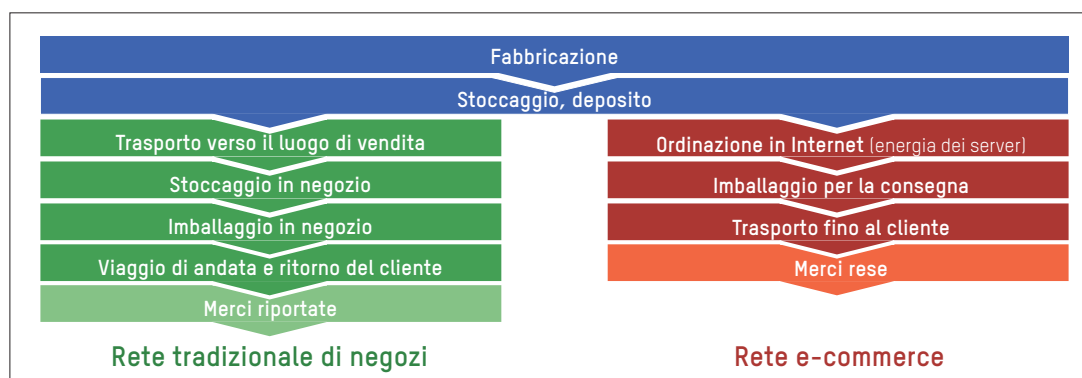 Fabbricazione
Stoccaggio, deposito
Trasporto verso il luogo di vendita
Stoccaggio in negozio
Imballaggio in negozio
Viaggio di andata e ritorno del cliente
Merci riportate
Rete tradizionale di negozi
Ordinazione in Internet (energia dei server)
Imballaggio per la consegna
Trasporto fino al cliente
Merci rese
Rete e-commerce